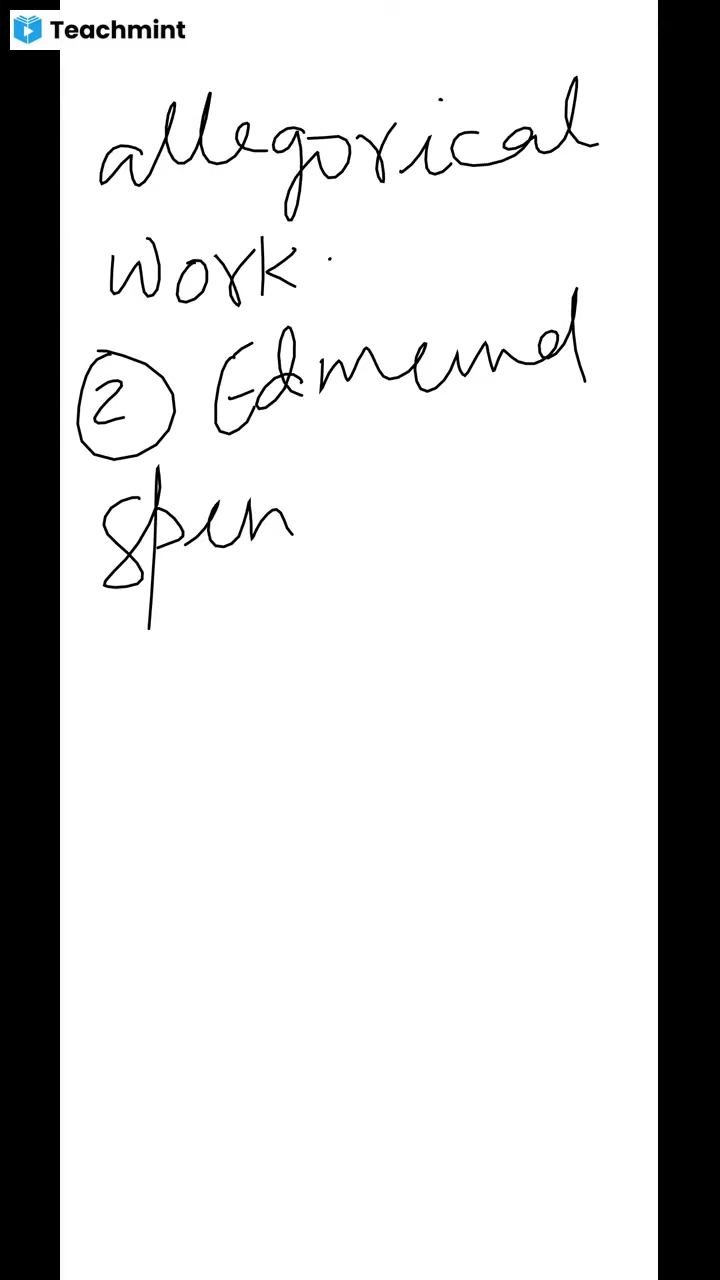 Teachmint
allegorical
work.
② Edmund
Spen